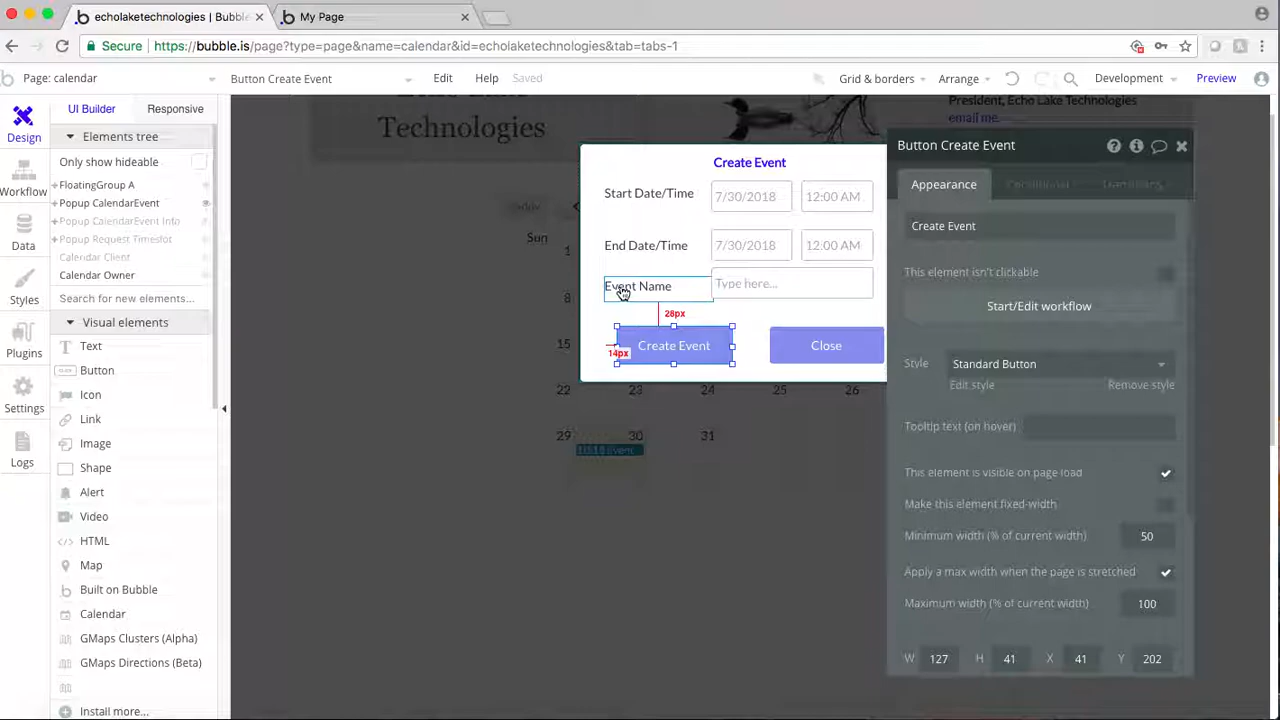 echolaketechnologies | Bubble
My Page
Secure
https://bubble.is/page?type=page&name=calendar&id=echolaketechnologies&tab=tabs-1
Page: calendar
Button Create Event
Edit
Help
Saved
Grid & borders
Arrange
Development
Preview
Design
Workflow
Data
Styles
Plugins
Settings
Logs
UI Builder
Responsive
Elements tree
Only show hideable
FloatingGroup A
Popup CalendarEvent
Popup CalendarEvent Info
Popup Request Timeslot
Calendar Client
Calendar Owner
Search for new elements...
Visual elements
Text
Button
Icon
Link
Image
Shape
Alert
Video
HTML
Map
Built on Bubble
Calendar
GMaps Clusters (Alpha)
GMaps Directions (Beta)
Install more...
Technologies
President, Echo Lake Technologies
email me.
Sun
1
8
15
22
23
24
25
26
29
30
31
Create Event
Start Date/Time
7/30/2018
12:00 AM
End Date/Time
7/30/2018
12:00 AM
Event Name
Type here...
28px
14px
Create Event
Close
Button Create Event
Appearance
Conditional
Create Event
This element isn't clickable
Start/Edit workflow
Style
Standard Button
Edit style
Remove style
Tooltip text (on hover)
This element is visible on page load
Make this element fixed-width
Minimum width (% of current width)
50
Apply a max width when the page is stretched
Maximum width (% of current width)
100
W 127 H 41 X 41 Y 202